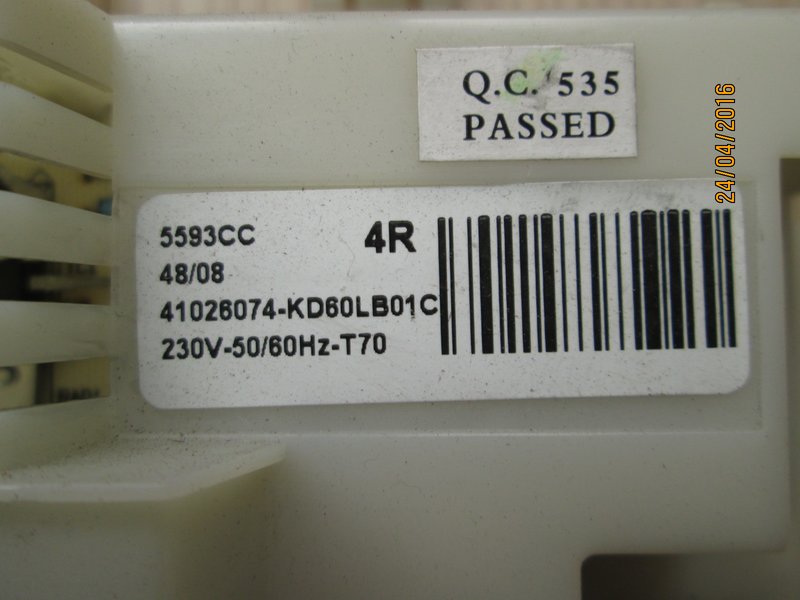 Q.C. 535
PASSED
5593CC 4R
48/08
41026074-KD60LB01C
230V-50/60Hz-T70
24/04/2016